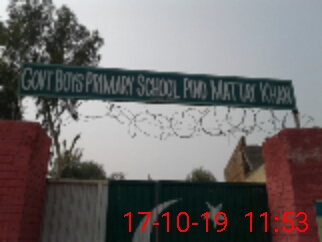 GOVT BOYS PRIMARY SCHOOL PIND MATTAY KHAN
17-10-19 11:53